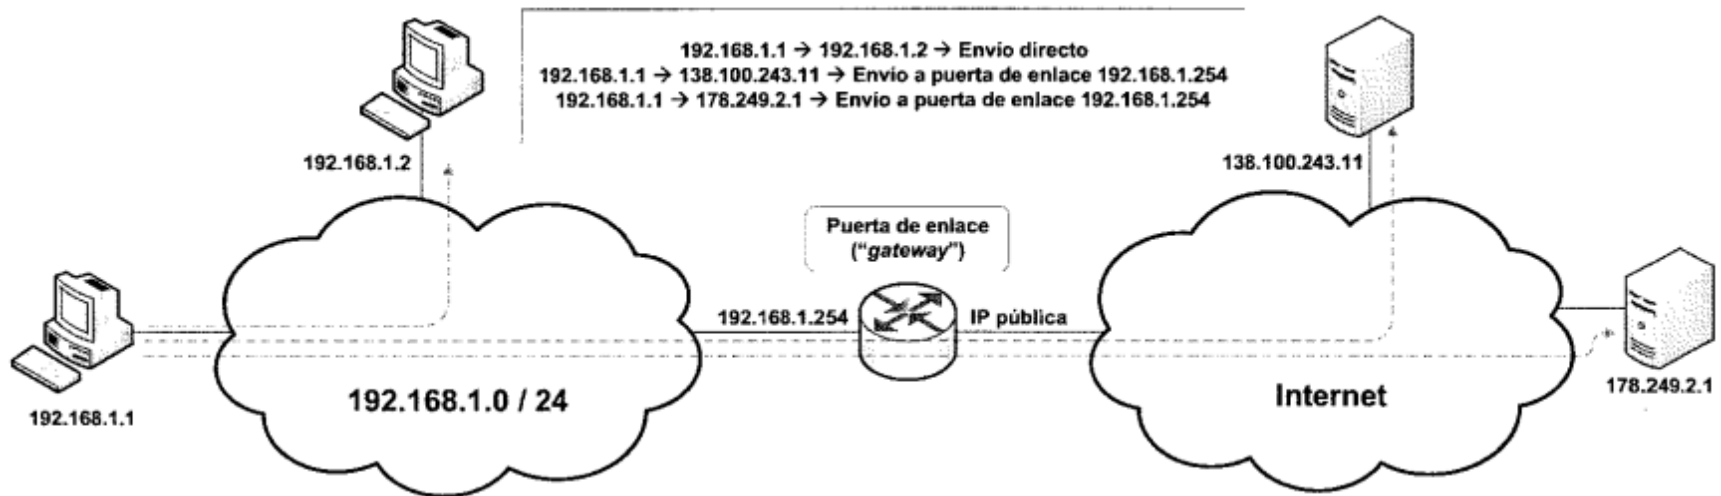 192.168.1.1 → 192.168.1.2 → Envío directo
192.168.1.1 → 138.100.243.11 → Envío a puerta de enlace 192.168.1.254
192.168.1.1 → 178.249.2.1 → Envío a puerta de enlace 192.168.1.254
192.168.1.2
138.100.243.11
Puerta de enlace
("gateway")
192.168.1.254
IP pública
192.168.1.0 / 24
Internet
192.168.1.1
178.249.2.1